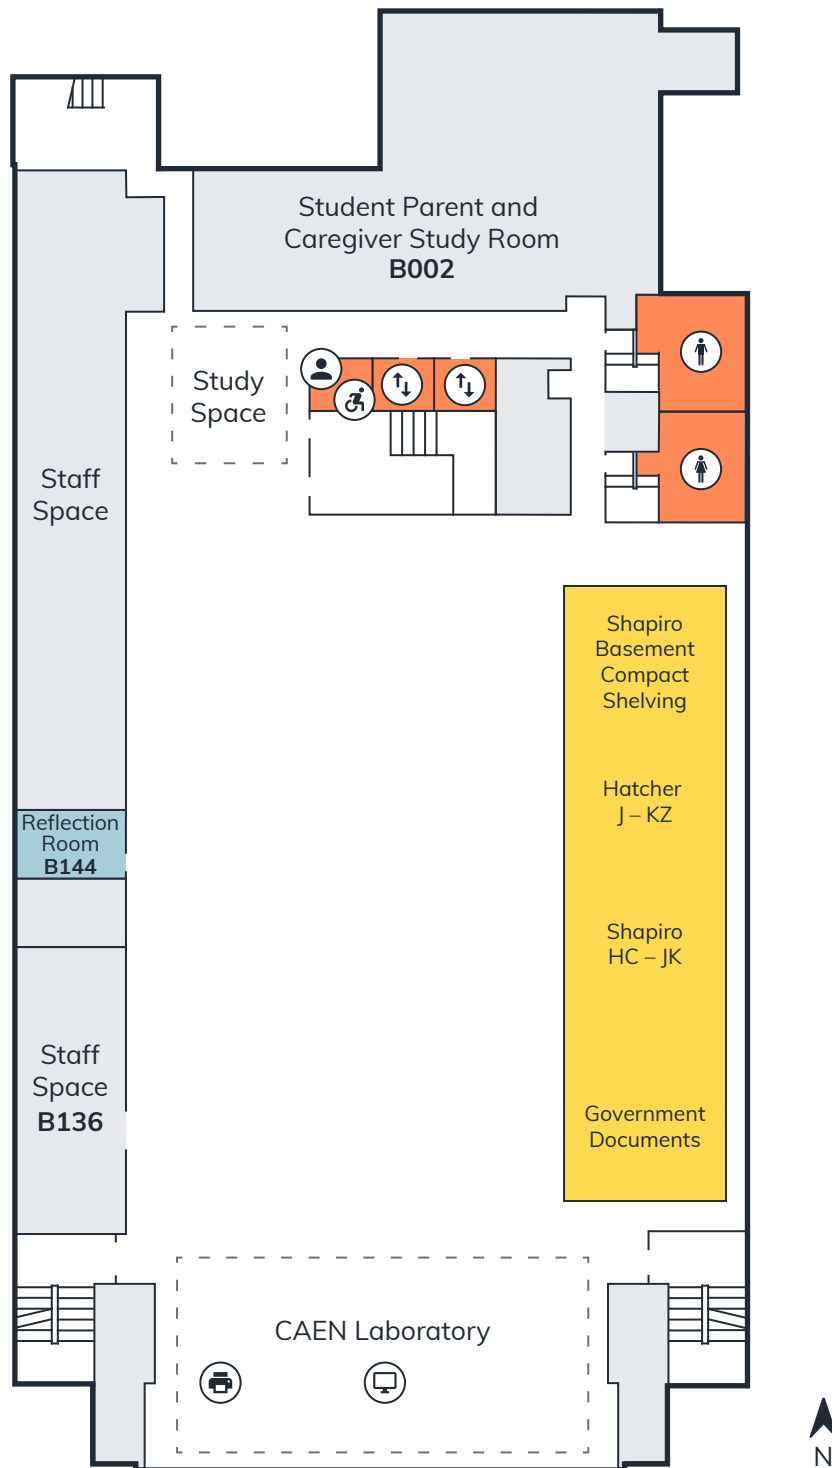 Student Parent and
Caregiver Study Room
B002
Study
Space
Staff
Space
Shapiro
Basement
Compact
Shelving
Hatcher
J – KZ
Reflection
Room
B144
Shapiro
HC – JK
Staff
Space
B136
Government
Documents
CAEN Laboratory
N